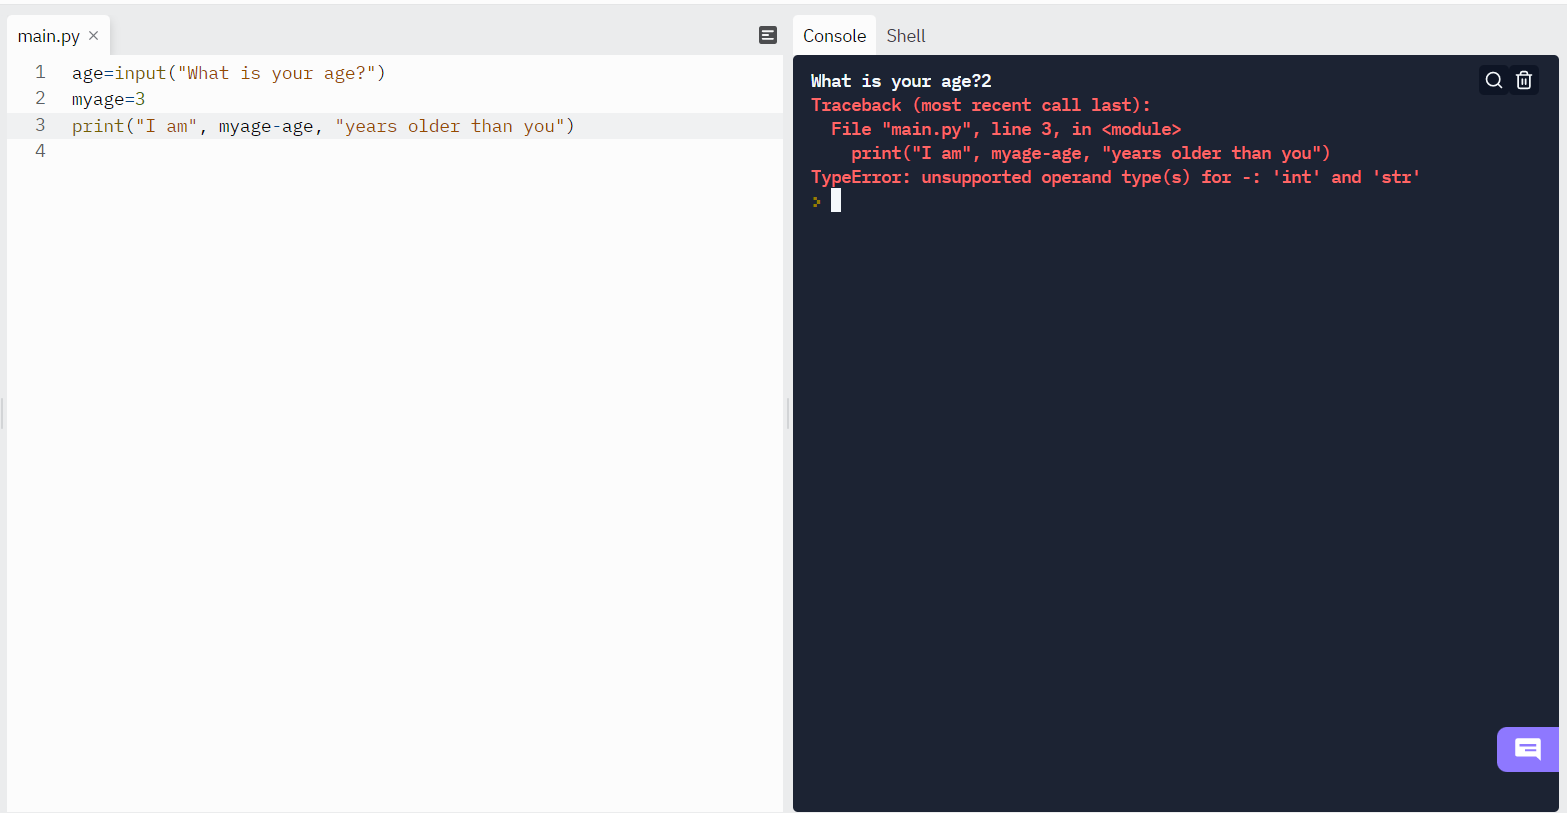 main.py ×
1 age=input("What is your age?")
2 myage=3
3 print("I am", myage-age, "years older than you")
4
Console Shell
What is your age?2
Traceback (most recent call last):
  File "main.py", line 3, in <module>
    print("I am", myage-age, "years older than you")
TypeError: unsupported operand type(s) for -: 'int' and 'str'